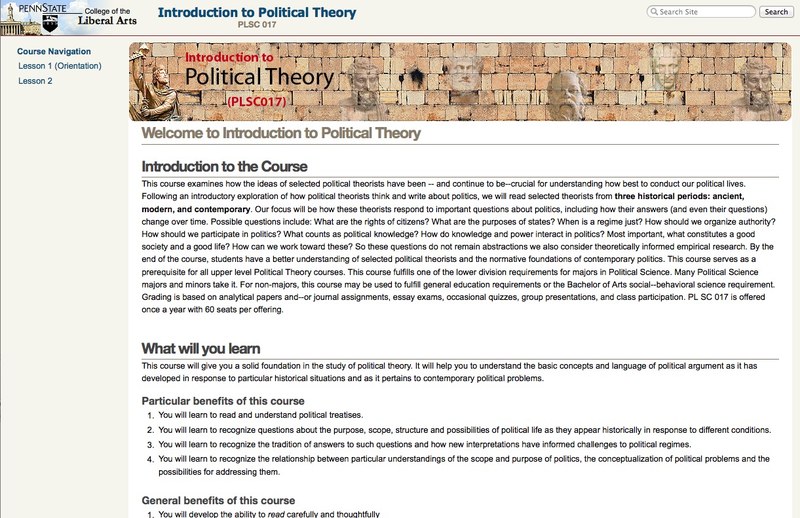 PENNSTATE
College of the
Liberal Arts
Introduction to Political Theory
PLSC 017
Search Site
Search
Course Navigation
Lesson 1 (Orientation)
Lesson 2
Introduction to
Political Theory
(PLSC017)
Welcome to Introduction to Political Theory
Introduction to the Course
This course examines how the ideas of selected political theorists have been -- and continue to be--crucial for understanding how best to conduct our political lives.
Following an introductory exploration of how political theorists think and write about politics, we will read selected theorists from three historical periods: ancient,
modern, and contemporary. Our focus will be how these theorists respond to important questions about politics, including how their answers (and even their questions)
change over time. Possible questions include: What are the rights of citizens? What are the purposes of states? When is a regime just? How should we organize authority?
How should we participate in politics? What counts as political knowledge? How do knowledge and power interact in politics? Most important, what constitutes a good
society and a good life? How can we work toward these? So these questions do not remain abstractions we also consider theoretically informed empirical research. By the
end of the course, students have a better understanding of selected political theorists and the normative foundations of contemporary politics. This course serves as a
prerequisite for all upper level Political Theory courses. This course fulfills one of the lower division requirements for majors in Political Science. Many Political Science
majors and minors take it. For non-majors, this course may be used to fulfill general education requirements or the Bachelor of Arts social--behavioral science requirement.
Grading is based on analytical papers and--or journal assignments, essay exams, occasional quizzes, group presentations, and class participation. PL SC 017 is offered
once a year with 60 seats per offering.
What will you learn
This course will give you a solid foundation in the study of political theory. It will help you to understand the basic concepts and language of political argument as it has
developed in response to particular historical situations and as it pertains to contemporary political problems.
Particular benefits of this course
1. You will learn to read and understand political treatises.
2. You will learn to recognize questions about the purpose, scope, structure and possibilities of political life as they appear historically in response to different conditions.
3. You will learn to recognize the tradition of answers to such questions and how new interpretations have informed challenges to political regimes.
4. You will learn to recognize the relationship between particular understandings of the scope and purpose of politics, the conceptualization of political problems and the
possibilities for addressing them.
General benefits of this course
1. You will develop the ability to read carefully and thoughtfully